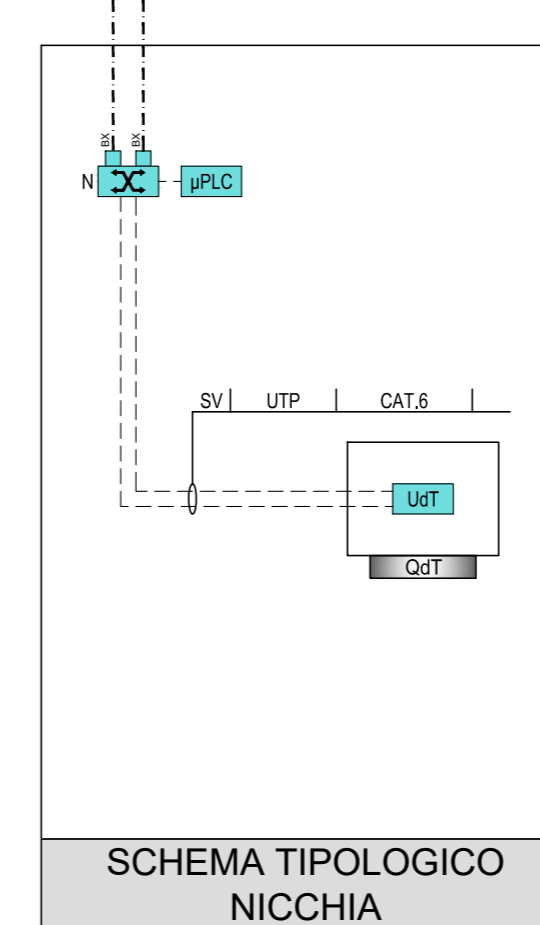 BX BX
N
µPLC
SV UTP CAT.6
UdT
QdT
SCHEMA TIPOLOGICO
NICCHIA